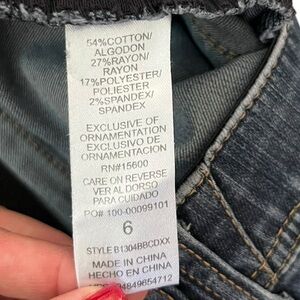 54%COTTON/
ALGODON
27%RAYON/
RAYON
17%POLYESTER/
POLIESTER
2%SPANDEX/
SPANDEX
EXCLUSIVE OF
ORNAMENTATION
EXCLUSIVO DE
ORNAMENTACION
RN#15600
CARE ON REVERSE
VER AL DORSO
PARA CUIDADO
PO# 100-00099101
6
STYLE B1304B8CDXX
MADE IN CHINA
HECHO EN CHINA